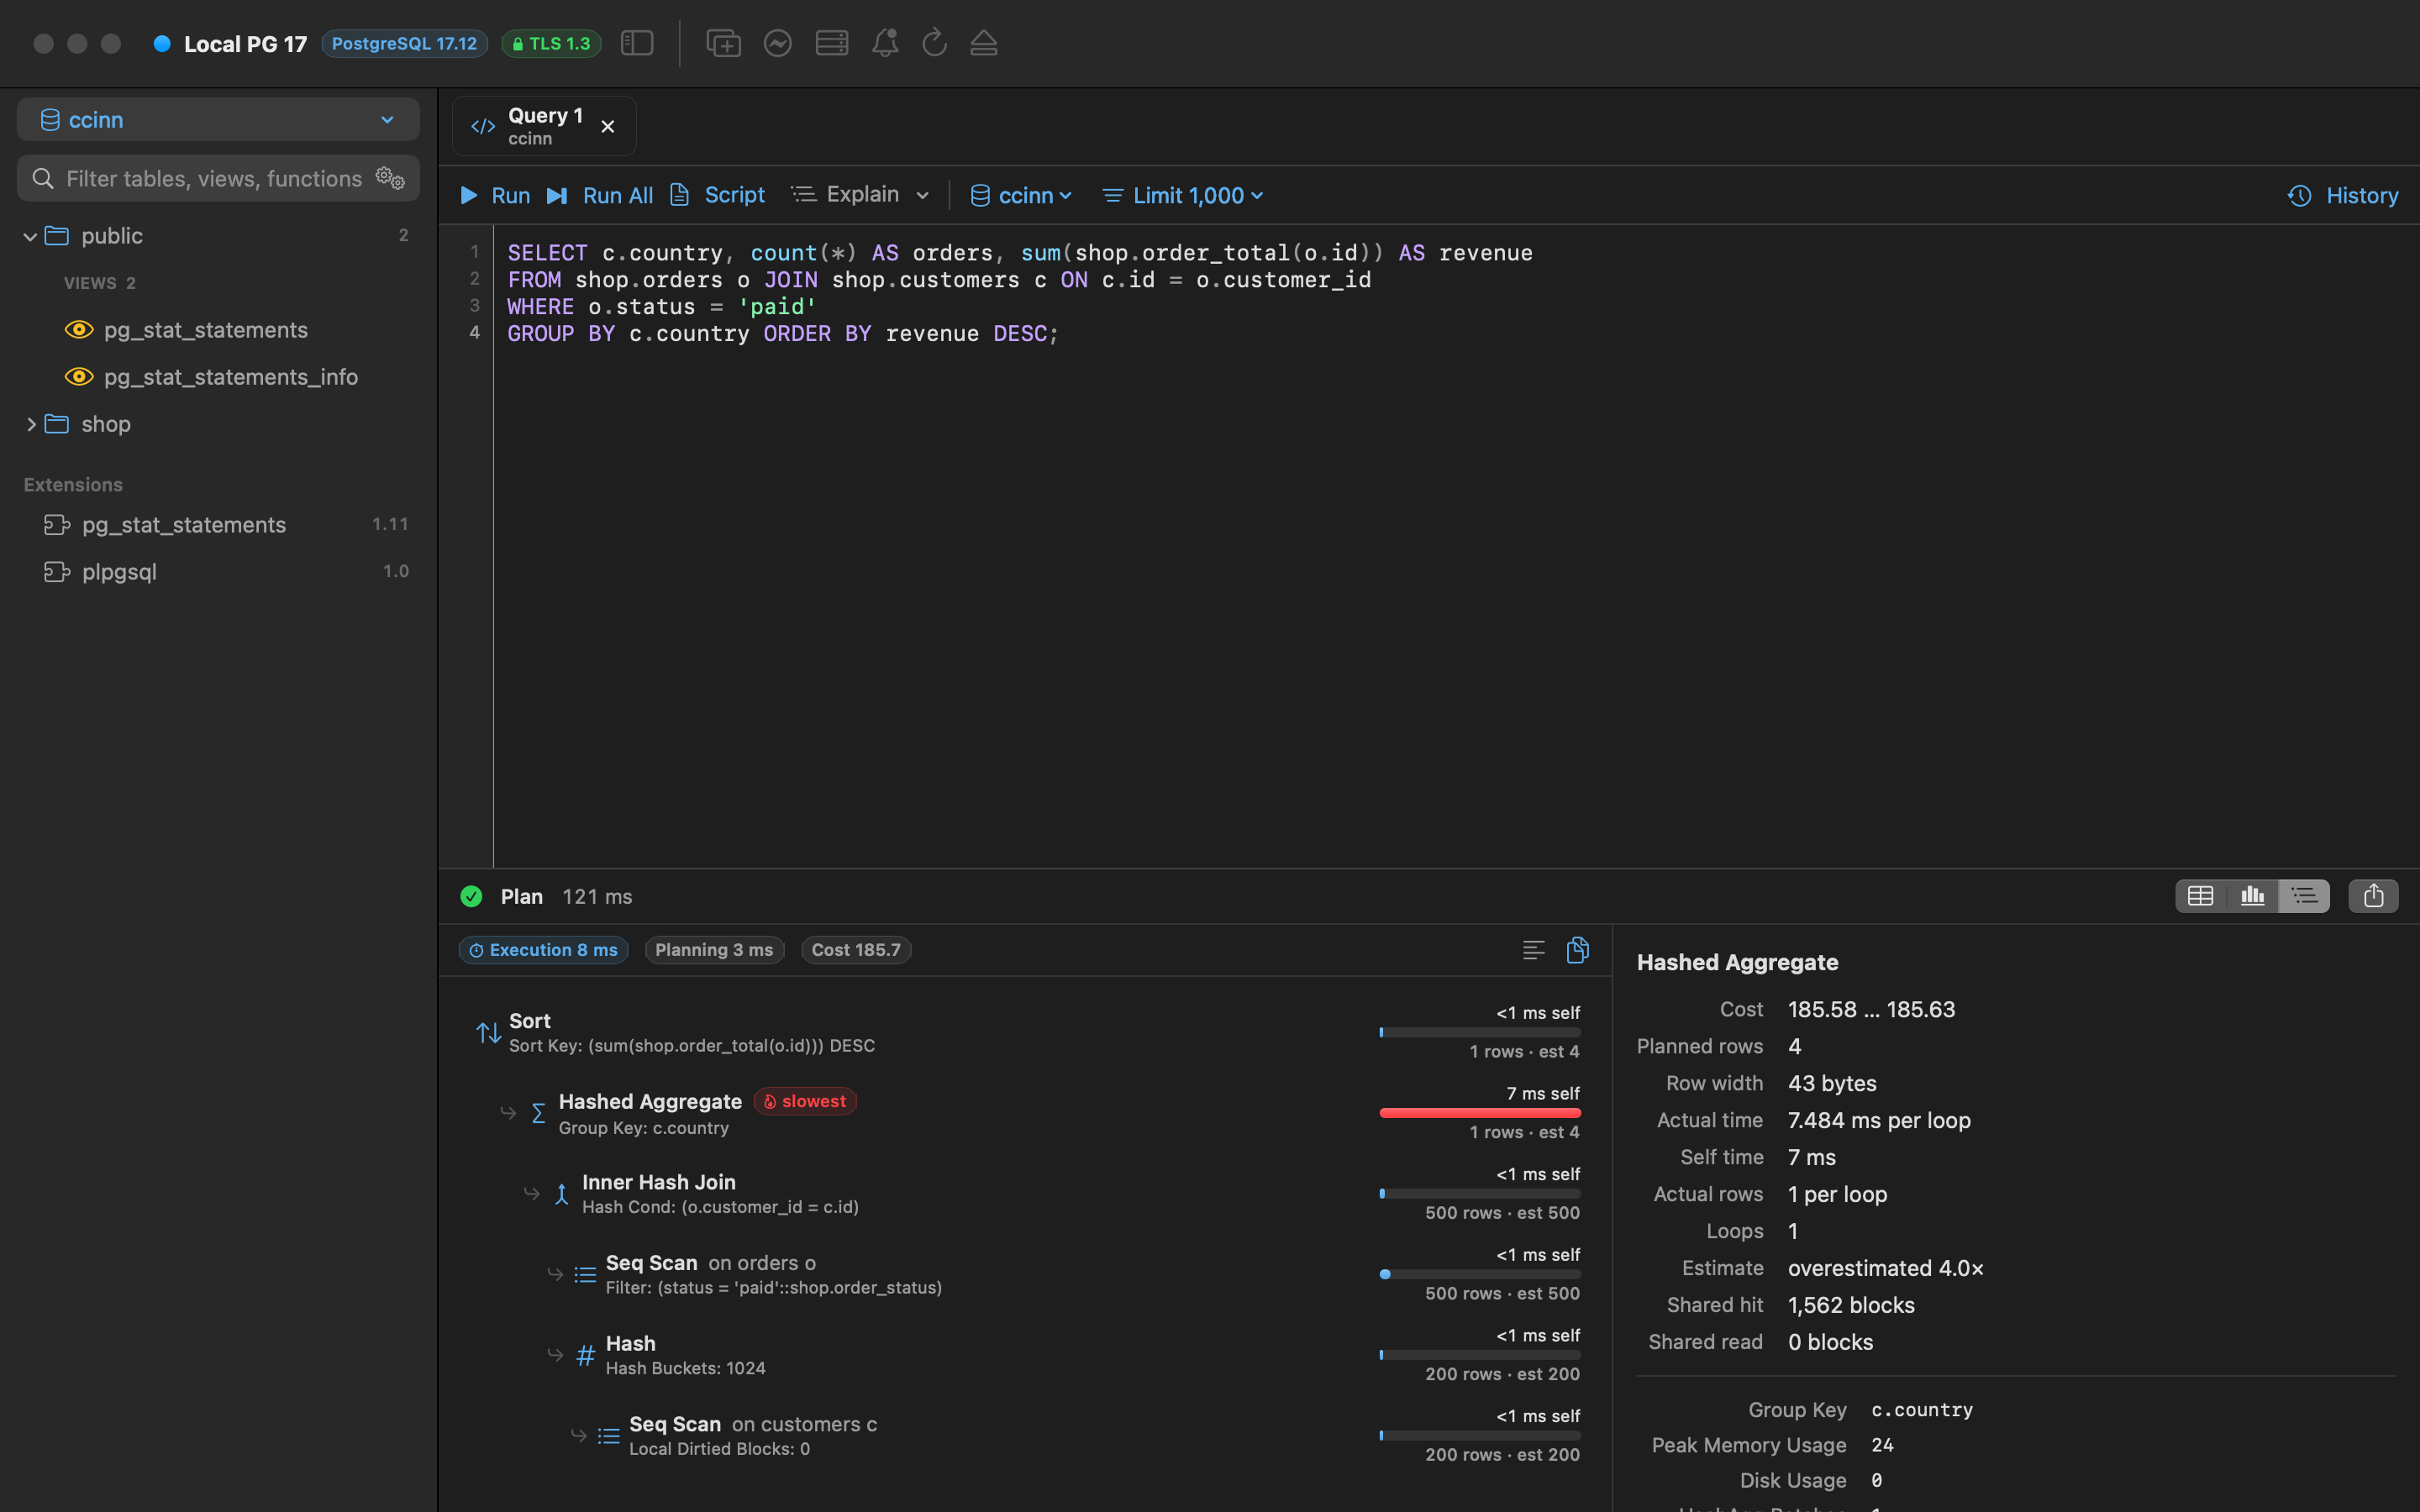 Local PG 17 PostgreSQL 17.12 TLS 1.3
ccinn
Filter tables, views, functions
public 2
VIEWS 2
pg_stat_statements
pg_stat_statements_info
shop
Extensions
pg_stat_statements 1.11
plpgsql 1.0
Query 1
ccinn
Run Run All Script Explain ccinn Limit 1,000 History
1 SELECT c.country, count(*) AS orders, sum(shop.order_total(o.id)) AS revenue
2 FROM shop.orders o JOIN shop.customers c ON c.id = o.customer_id
3 WHERE o.status = 'paid'
4 GROUP BY c.country ORDER BY revenue DESC;
Plan 121 ms
Execution 8 ms Planning 3 ms Cost 185.7
Sort
Sort Key: (sum(shop.order_total(o.id))) DESC
<1 ms self
1 rows · est 4
Hashed Aggregate slowest
Group Key: c.country
7 ms self
1 rows · est 4
Inner Hash Join
Hash Cond: (o.customer_id = c.id)
<1 ms self
500 rows · est 500
Seq Scan on orders o
Filter: (status = 'paid'::shop.order_status)
<1 ms self
500 rows · est 500
Hash
Hash Buckets: 1024
<1 ms self
200 rows · est 200
Seq Scan on customers c
Local Dirtied Blocks: 0
<1 ms self
200 rows · est 200
Hashed Aggregate
Cost 185.58 ... 185.63
Planned rows 4
Row width 43 bytes
Actual time 7.484 ms per loop
Self time 7 ms
Actual rows 1 per loop
Loops 1
Estimate overestimated 4.0×
Shared hit 1,562 blocks
Shared read 0 blocks
Group Key c.country
Peak Memory Usage 24
Disk Usage 0